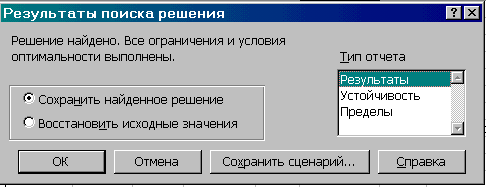 Результаты поиска решения
Решение найдено. Все ограничения и условия
оптимальности выполнены.
Тип отчета
Результаты
Устойчивость
Пределы
Сохранить найденное решение
Восстановить исходные значения
ОК
Отмена
Сохранить сценарий...
Справка